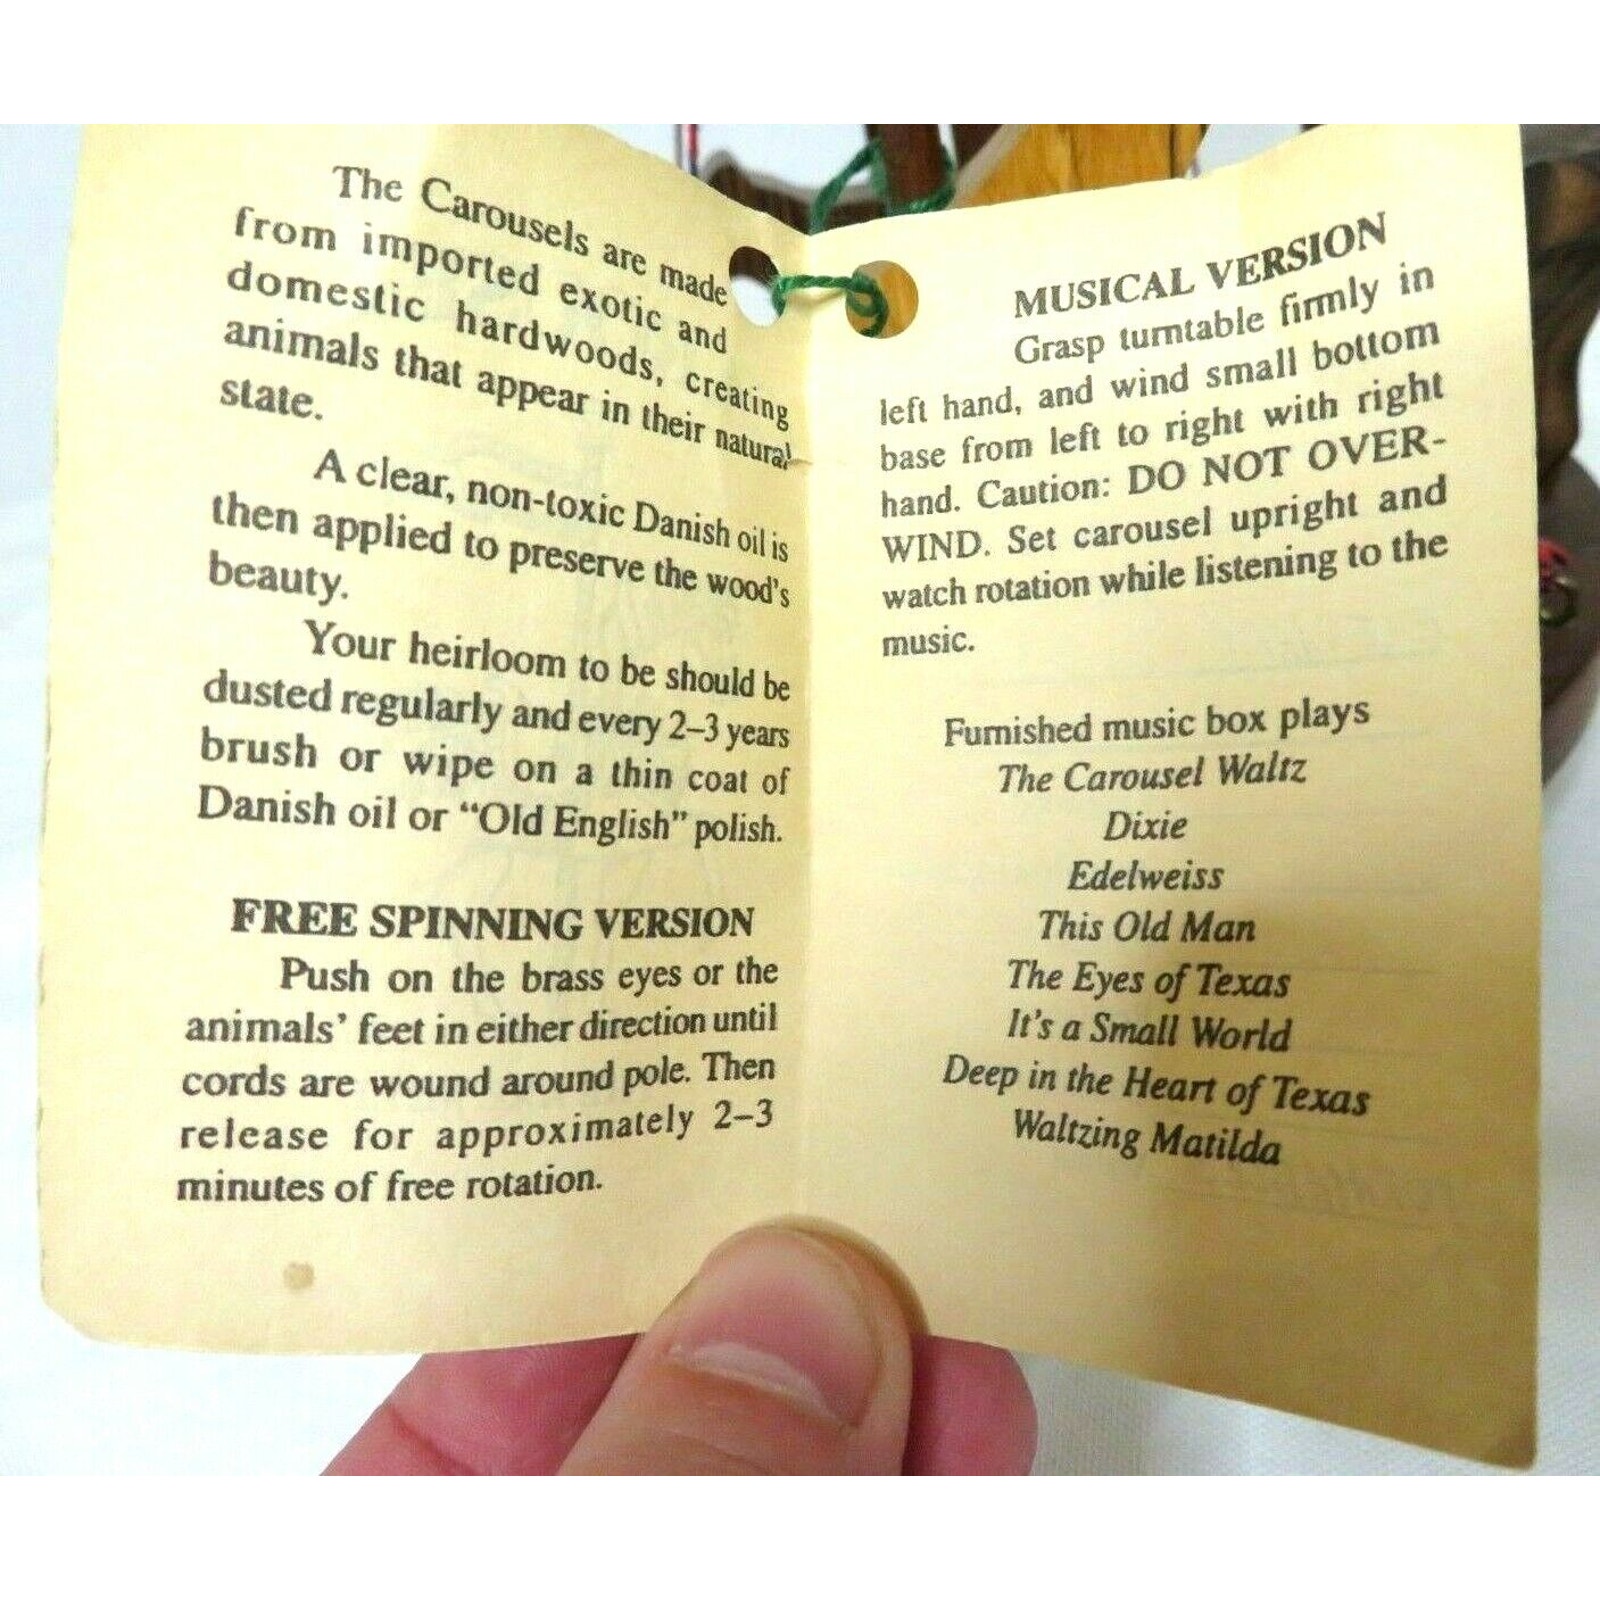 The Carousels are made
from imported exotic and
domestic hardwoods, creating
animals that appear in their natural
state.
A clear, non-toxic Danish oil is
then applied to preserve the wood's
beauty.
Your heirloom to be should be
dusted regularly and every 2–3 years
brush or wipe on a thin coat of
Danish oil or “Old English” polish.
FREE SPINNING VERSION
Push on the brass eyes or the
animals’ feet in either direction until
cords are wound around pole. Then
release for approximately 2–3
minutes of free rotation.
MUSICAL VERSION
Grasp turntable firmly in
left hand, and wind small bottom
base from left to right with right
hand. Caution: DO NOT OVER-
WIND. Set carousel upright and
watch rotation while listening to the
music.
Furnished music box plays
The Carousel Waltz
Dixie
Edelweiss
This Old Man
The Eyes of Texas
It's a Small World
Deep in the Heart of Texas
Waltzing Matilda